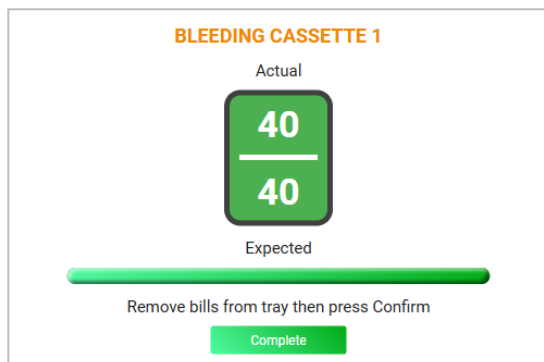 BLEEDING CASSETTE 1
Actual
40
40
Expected
Remove bills from tray then press Confirm
Complete